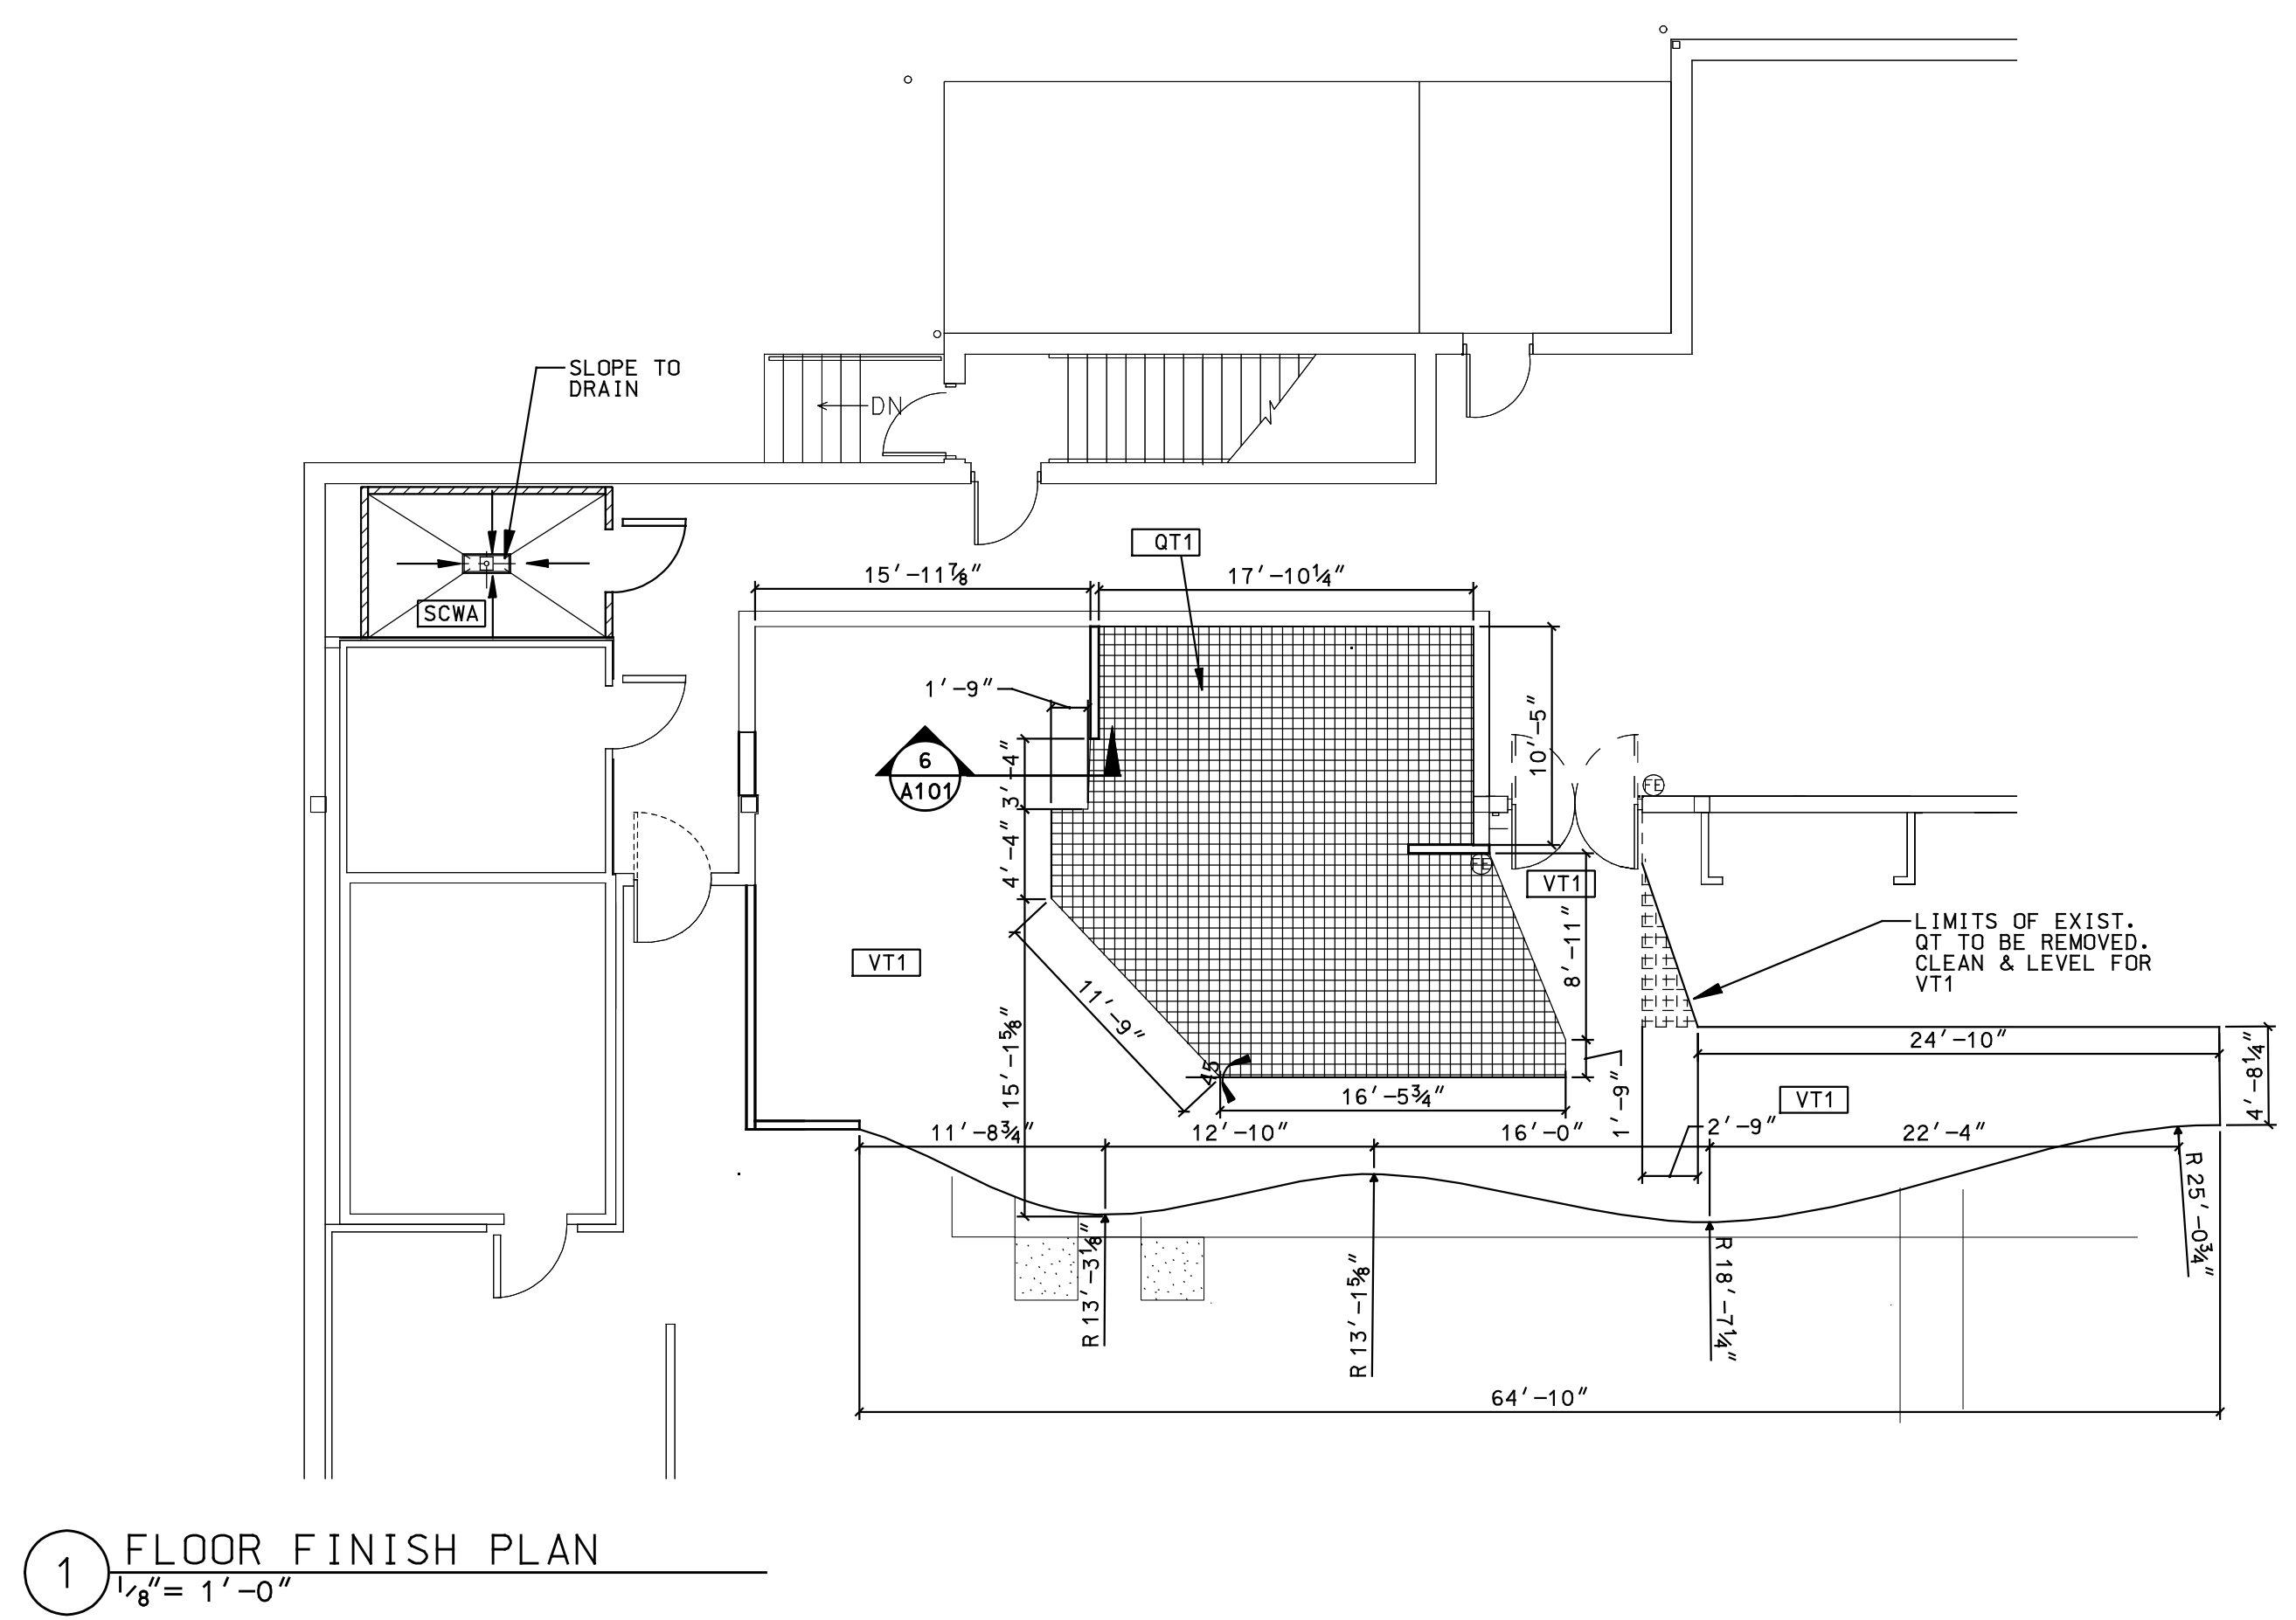 DN
SLOPE TO
DRAIN
QT1
15'-11⅞"
17'-10¼"
SCWA
1'-9"
10'-5"
6
A101
3'-4"
FE
4'-4"
FE
VT1
8'-11"
LIMITS OF EXIST.
QT TO BE REMOVED.
CLEAN & LEVEL FOR
VT1
VT1
11'-9"
15'-1⅝"
45
24'-10"
4'-8¼"
16'-5¾"
1'-9"
VT1
11'-8¾"
12'-10"
16'-0"
2'-9"
22'-4"
R 13'-3⅛"
R 13'-1⅝"
R 18'-7¼"
R 25'-0¾"
64'-10"
1
FLOOR FINISH PLAN
⅛"= 1'-0"